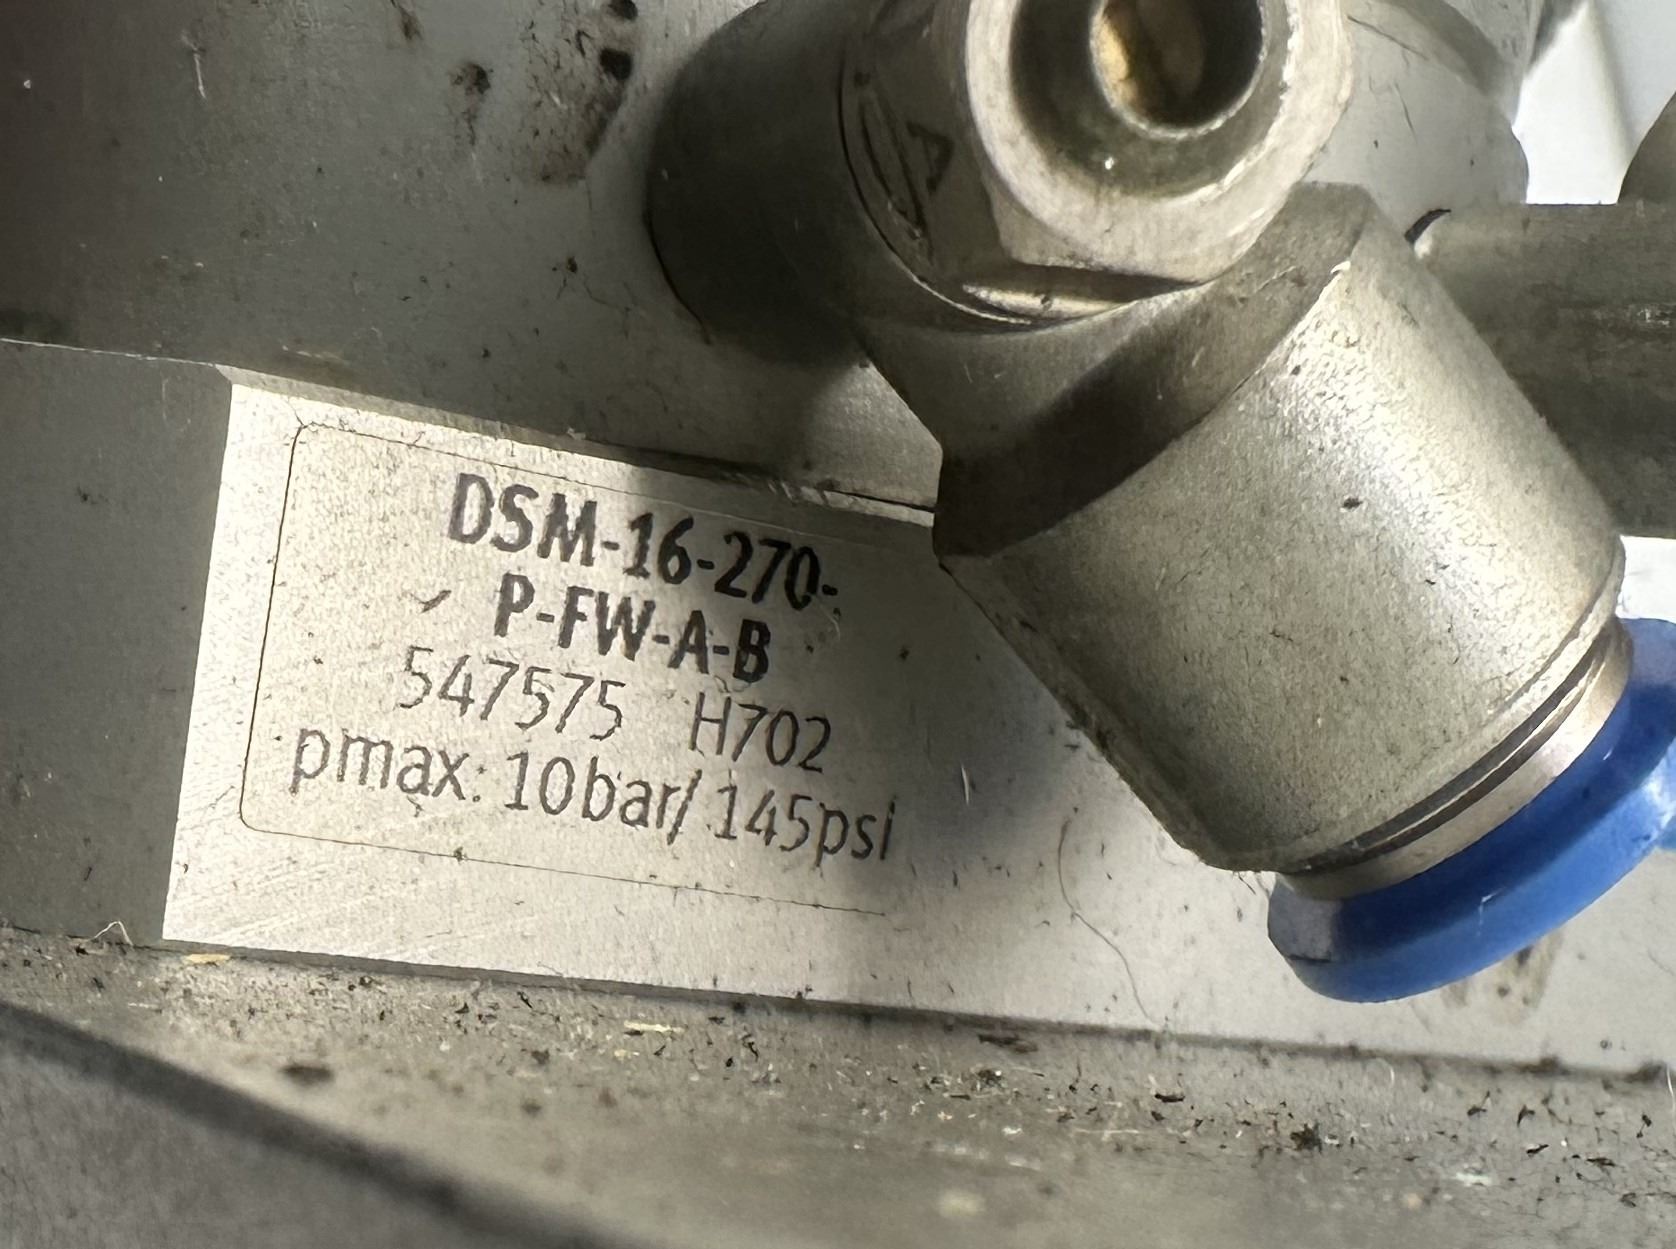 DSM-16-270-
P-FW-A-B
547575 H702
pmax: 10bar/ 145psi
A